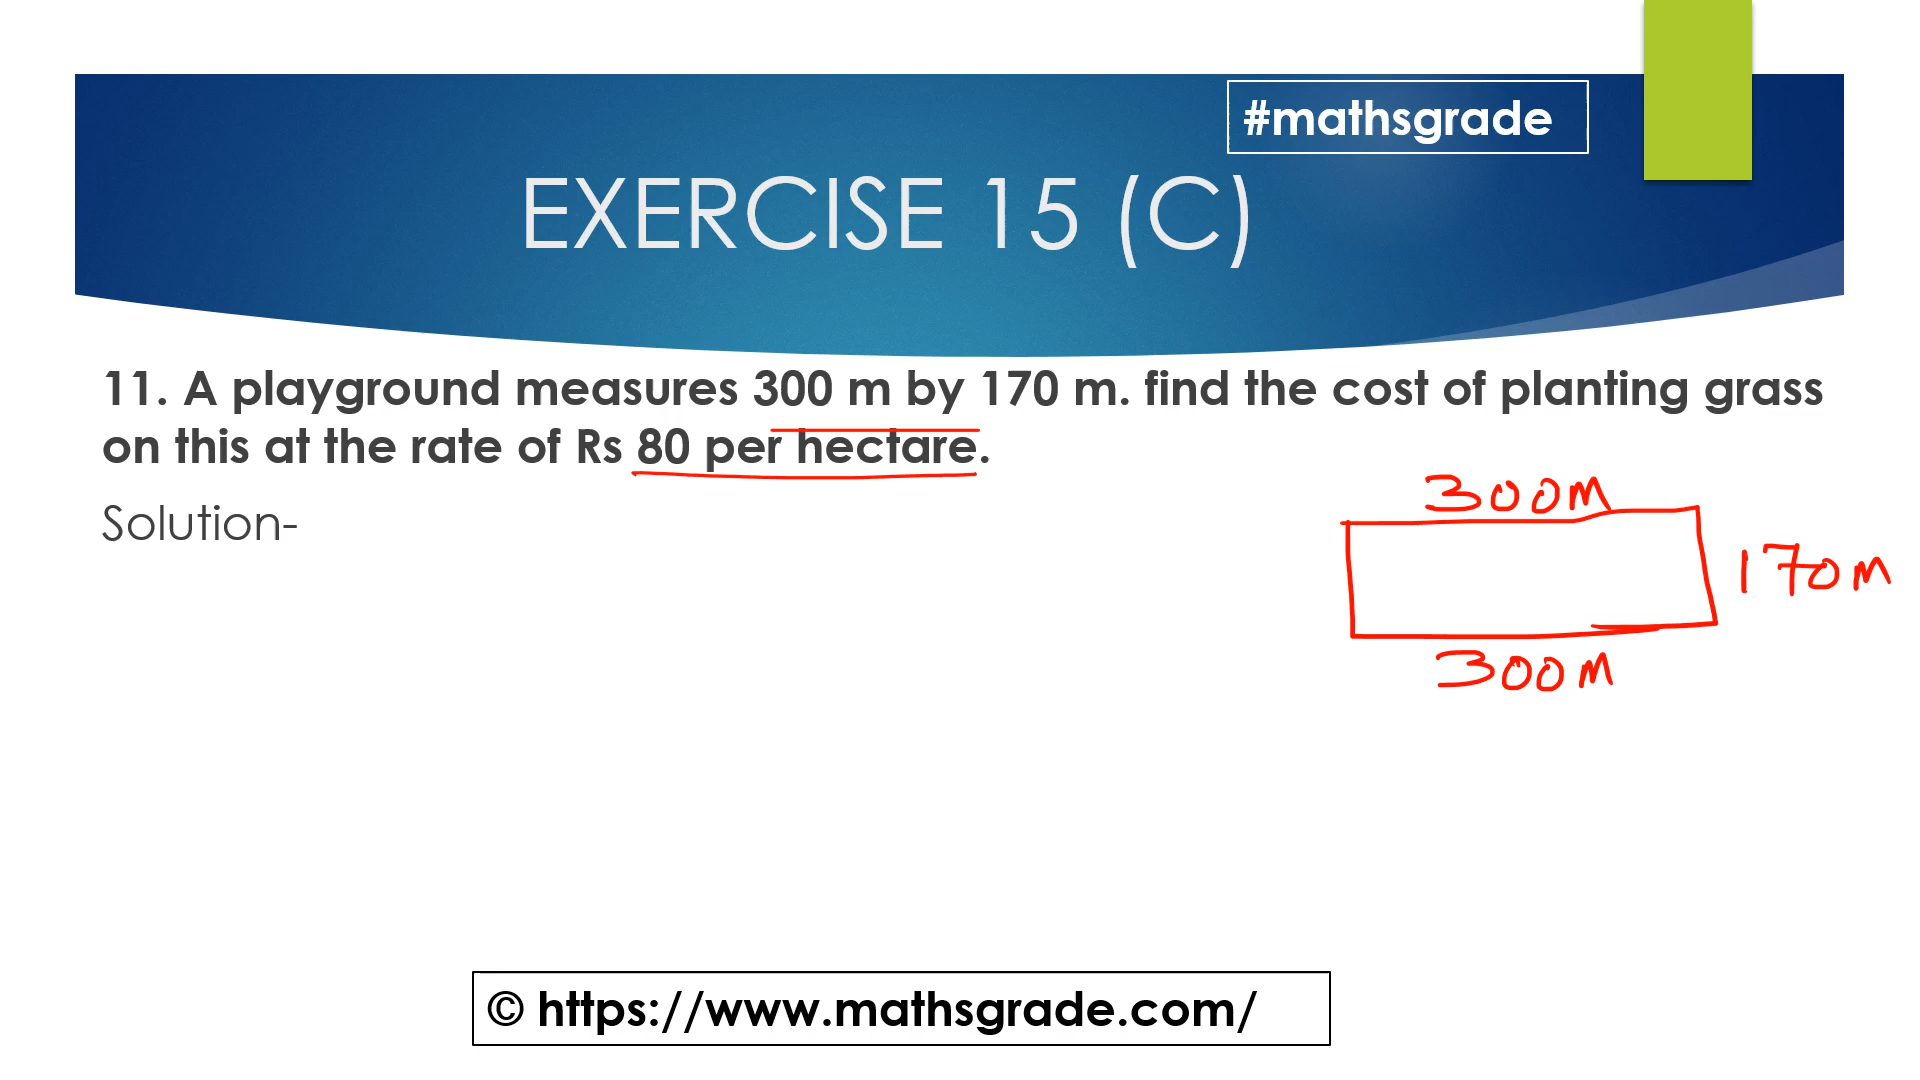 #mathsgrade
EXERCISE 15 (C)
11. A playground measures 300 m by 170 m. find the cost of planting grass
on this at the rate of Rs 80 per hectare.
Solution-
300m
170m
300m
© https://www.mathsgrade.com/